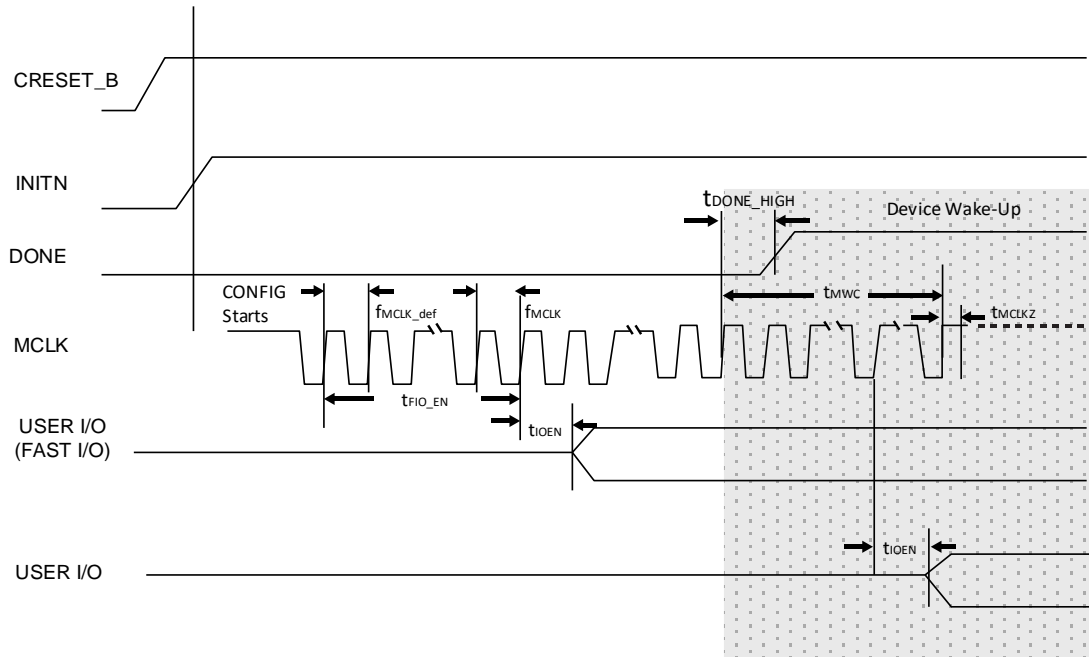 CRESET_B
INITN
tDONE_HIGH
Device Wake-Up
DONE
CONFIG
Starts
fMCLK_def
fMCLK
tMWC
tMCLKZ
MCLK
tFIO_EN
USER I/O
(FAST I/O)
tIOEN
tIOEN
USER I/O